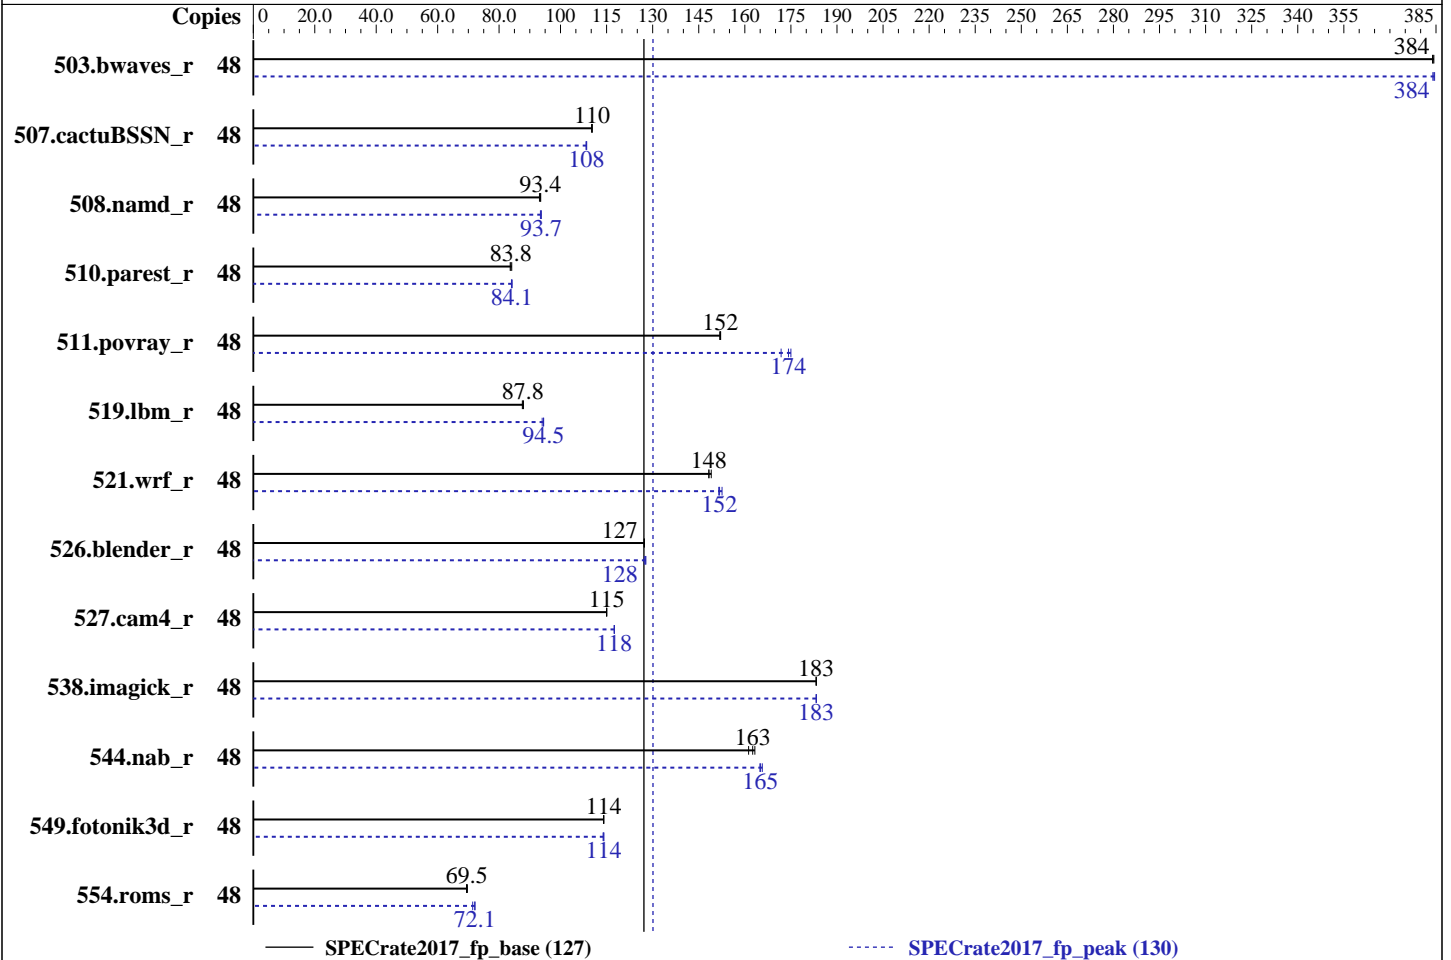 Copies 0 20.0 40.0 60.0 80.0 100 115 130 145 160 175 190 205 220 235 250 265 280 295 310 325 340 355 385
503.bwaves_r 48 384
384
507.cactuBSSN_r 48 110
108
508.namd_r 48 93.4
93.7
510.parest_r 48 83.8
84.1
511.povray_r 48 152
174
519.lbm_r 48 87.8
94.5
521.wrf_r 48 148
152
526.blender_r 48 127
128
527.cam4_r 48 115
118
538.imagick_r 48 183
183
544.nab_r 48 163
165
549.fotonik3d_r 48 114
114
554.roms_r 48 69.5
72.1
SPECrate2017_fp_base (127) SPECrate2017_fp_peak (130)